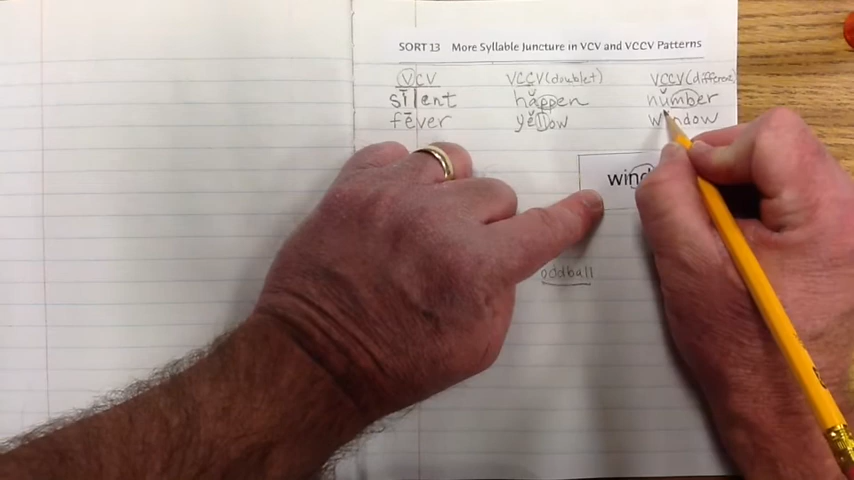 SORT 13 More Syllable Juncture in VCV and VCCV Patterns
VCV VCCV(doublet) VCCV(different)
silent happen number
fever yellow window
wind
oddball